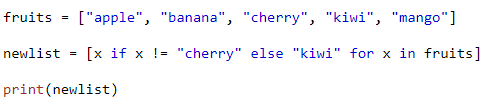 fruits = ["apple", "banana", "cherry", "kiwi", "mango"]
newlist = [x if x != "cherry" else "kiwi" for x in fruits]
print(newlist)